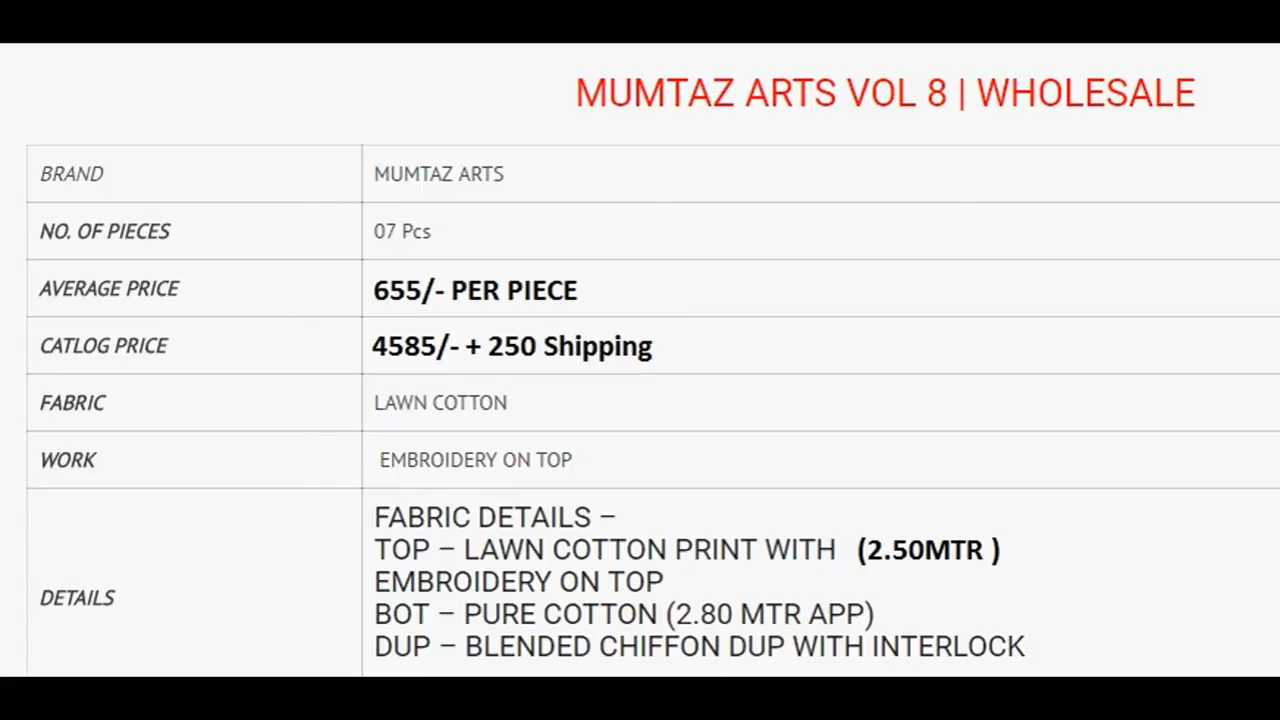 MUMTAZ ARTS VOL 8 | WHOLESALE
BRAND MUMTAZ ARTS
NO. OF PIECES 07 Pcs
AVERAGE PRICE 655/- PER PIECE
CATLOG PRICE 4585/- + 250 Shipping
FABRIC LAWN COTTON
WORK EMBROIDERY ON TOP
DETAILS
FABRIC DETAILS –
TOP – LAWN COTTON PRINT WITH (2.50MTR )
EMBROIDERY ON TOP
BOT – PURE COTTON (2.80 MTR APP)
DUP – BLENDED CHIFFON DUP WITH INTERLOCK